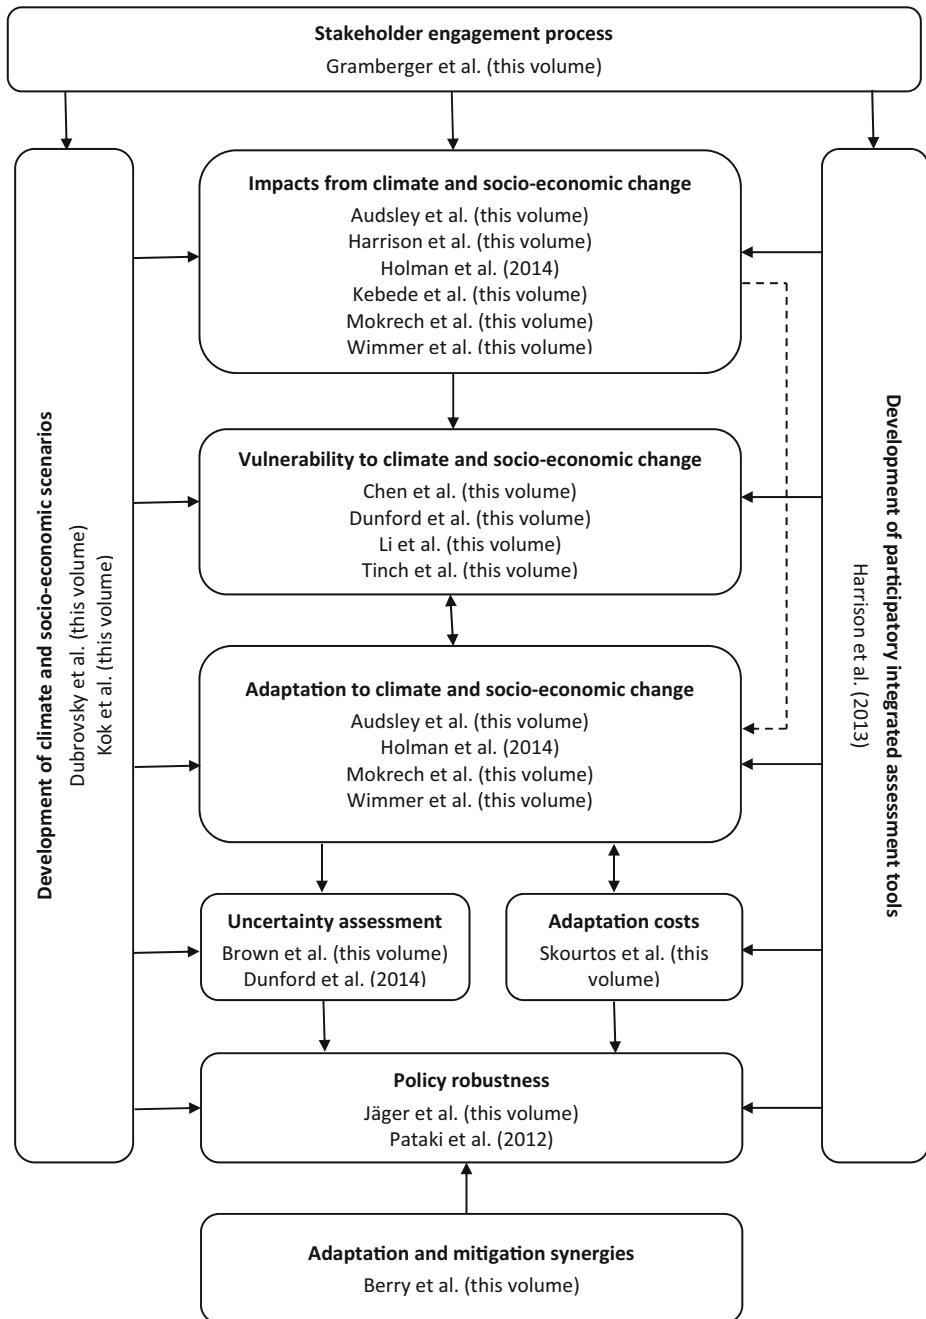 Stakeholder engagement process
Gramberger et al. (this volume)
Development of climate and socio-economic scenarios
Dubrovsky et al. (this volume)
Kok et al. (this volume)
Impacts from climate and socio-economic change
Audsley et al. (this volume)
Harrison et al. (this volume)
Holman et al. (2014)
Kebede et al. (this volume)
Mokrech et al. (this volume)
Wimmer et al. (this volume)
Vulnerability to climate and socio-economic change
Chen et al. (this volume)
Dunford et al. (this volume)
Li et al. (this volume)
Tinch et al. (this volume)
Adaptation to climate and socio-economic change
Audsley et al. (this volume)
Holman et al. (2014)
Mokrech et al. (this volume)
Wimmer et al. (this volume)
Uncertainty assessment
Brown et al. (this volume)
Dunford et al. (2014)
Adaptation costs
Skourtos et al. (this
volume)
Policy robustness
Jäger et al. (this volume)
Pataki et al. (2012)
Adaptation and mitigation synergies
Berry et al. (this volume)
Development of participatory integrated assessment tools
Harrison et al. (2013)